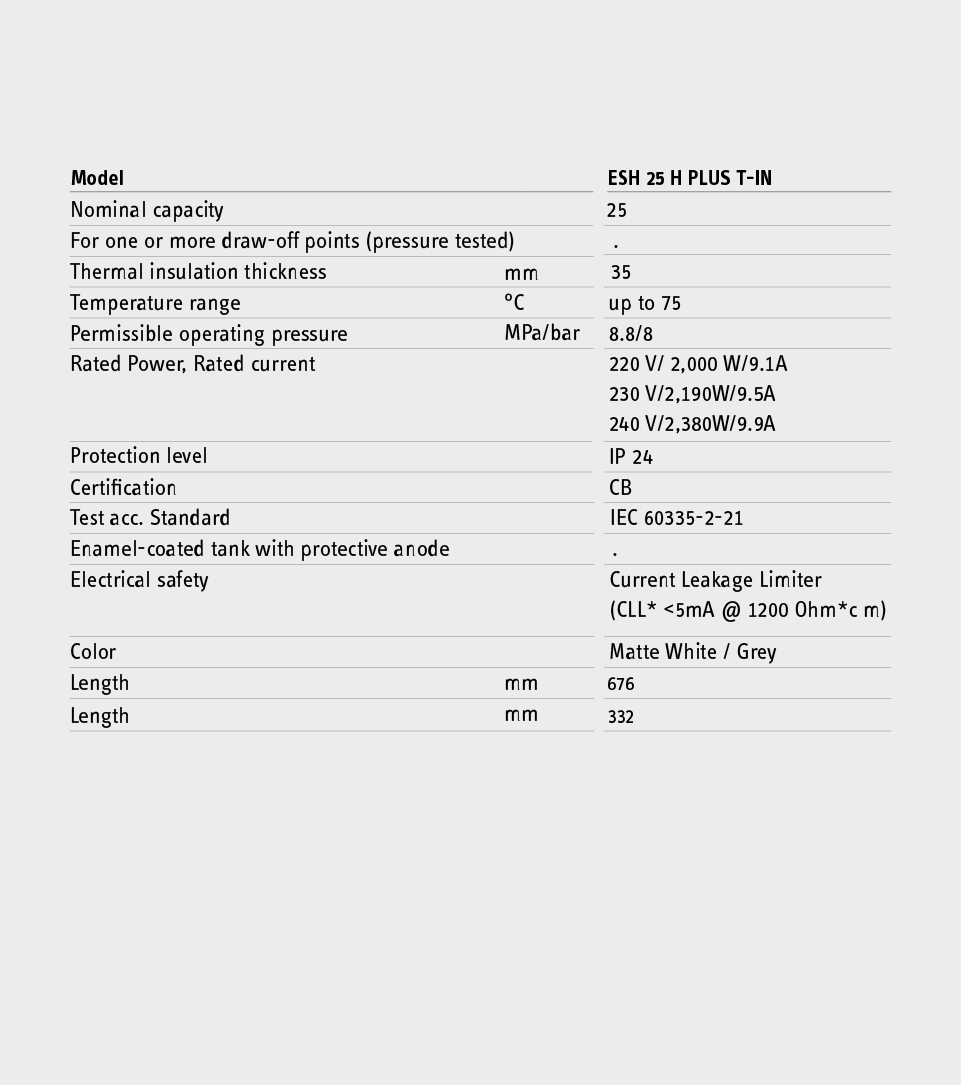 Model ESH 25 H PLUS T-IN
Nominal capacity 25
For one or more draw-off points (pressure tested) .
Thermal insulation thickness mm 35
Temperature range °C up to 75
Permissible operating pressure MPa/bar 8.8/8
Rated Power, Rated current 220 V/ 2,000 W/9.1A
230 V/2,190W/9.5A
240 V/2,380W/9.9A
Protection level IP 24
Certification CB
Test acc. Standard IEC 60335-2-21
Enamel-coated tank with protective anode .
Electrical safety Current Leakage Limiter
(CLL* <5mA @ 1200 Ohm*c m)
Color Matte White / Grey
Length mm 676
Length mm 332